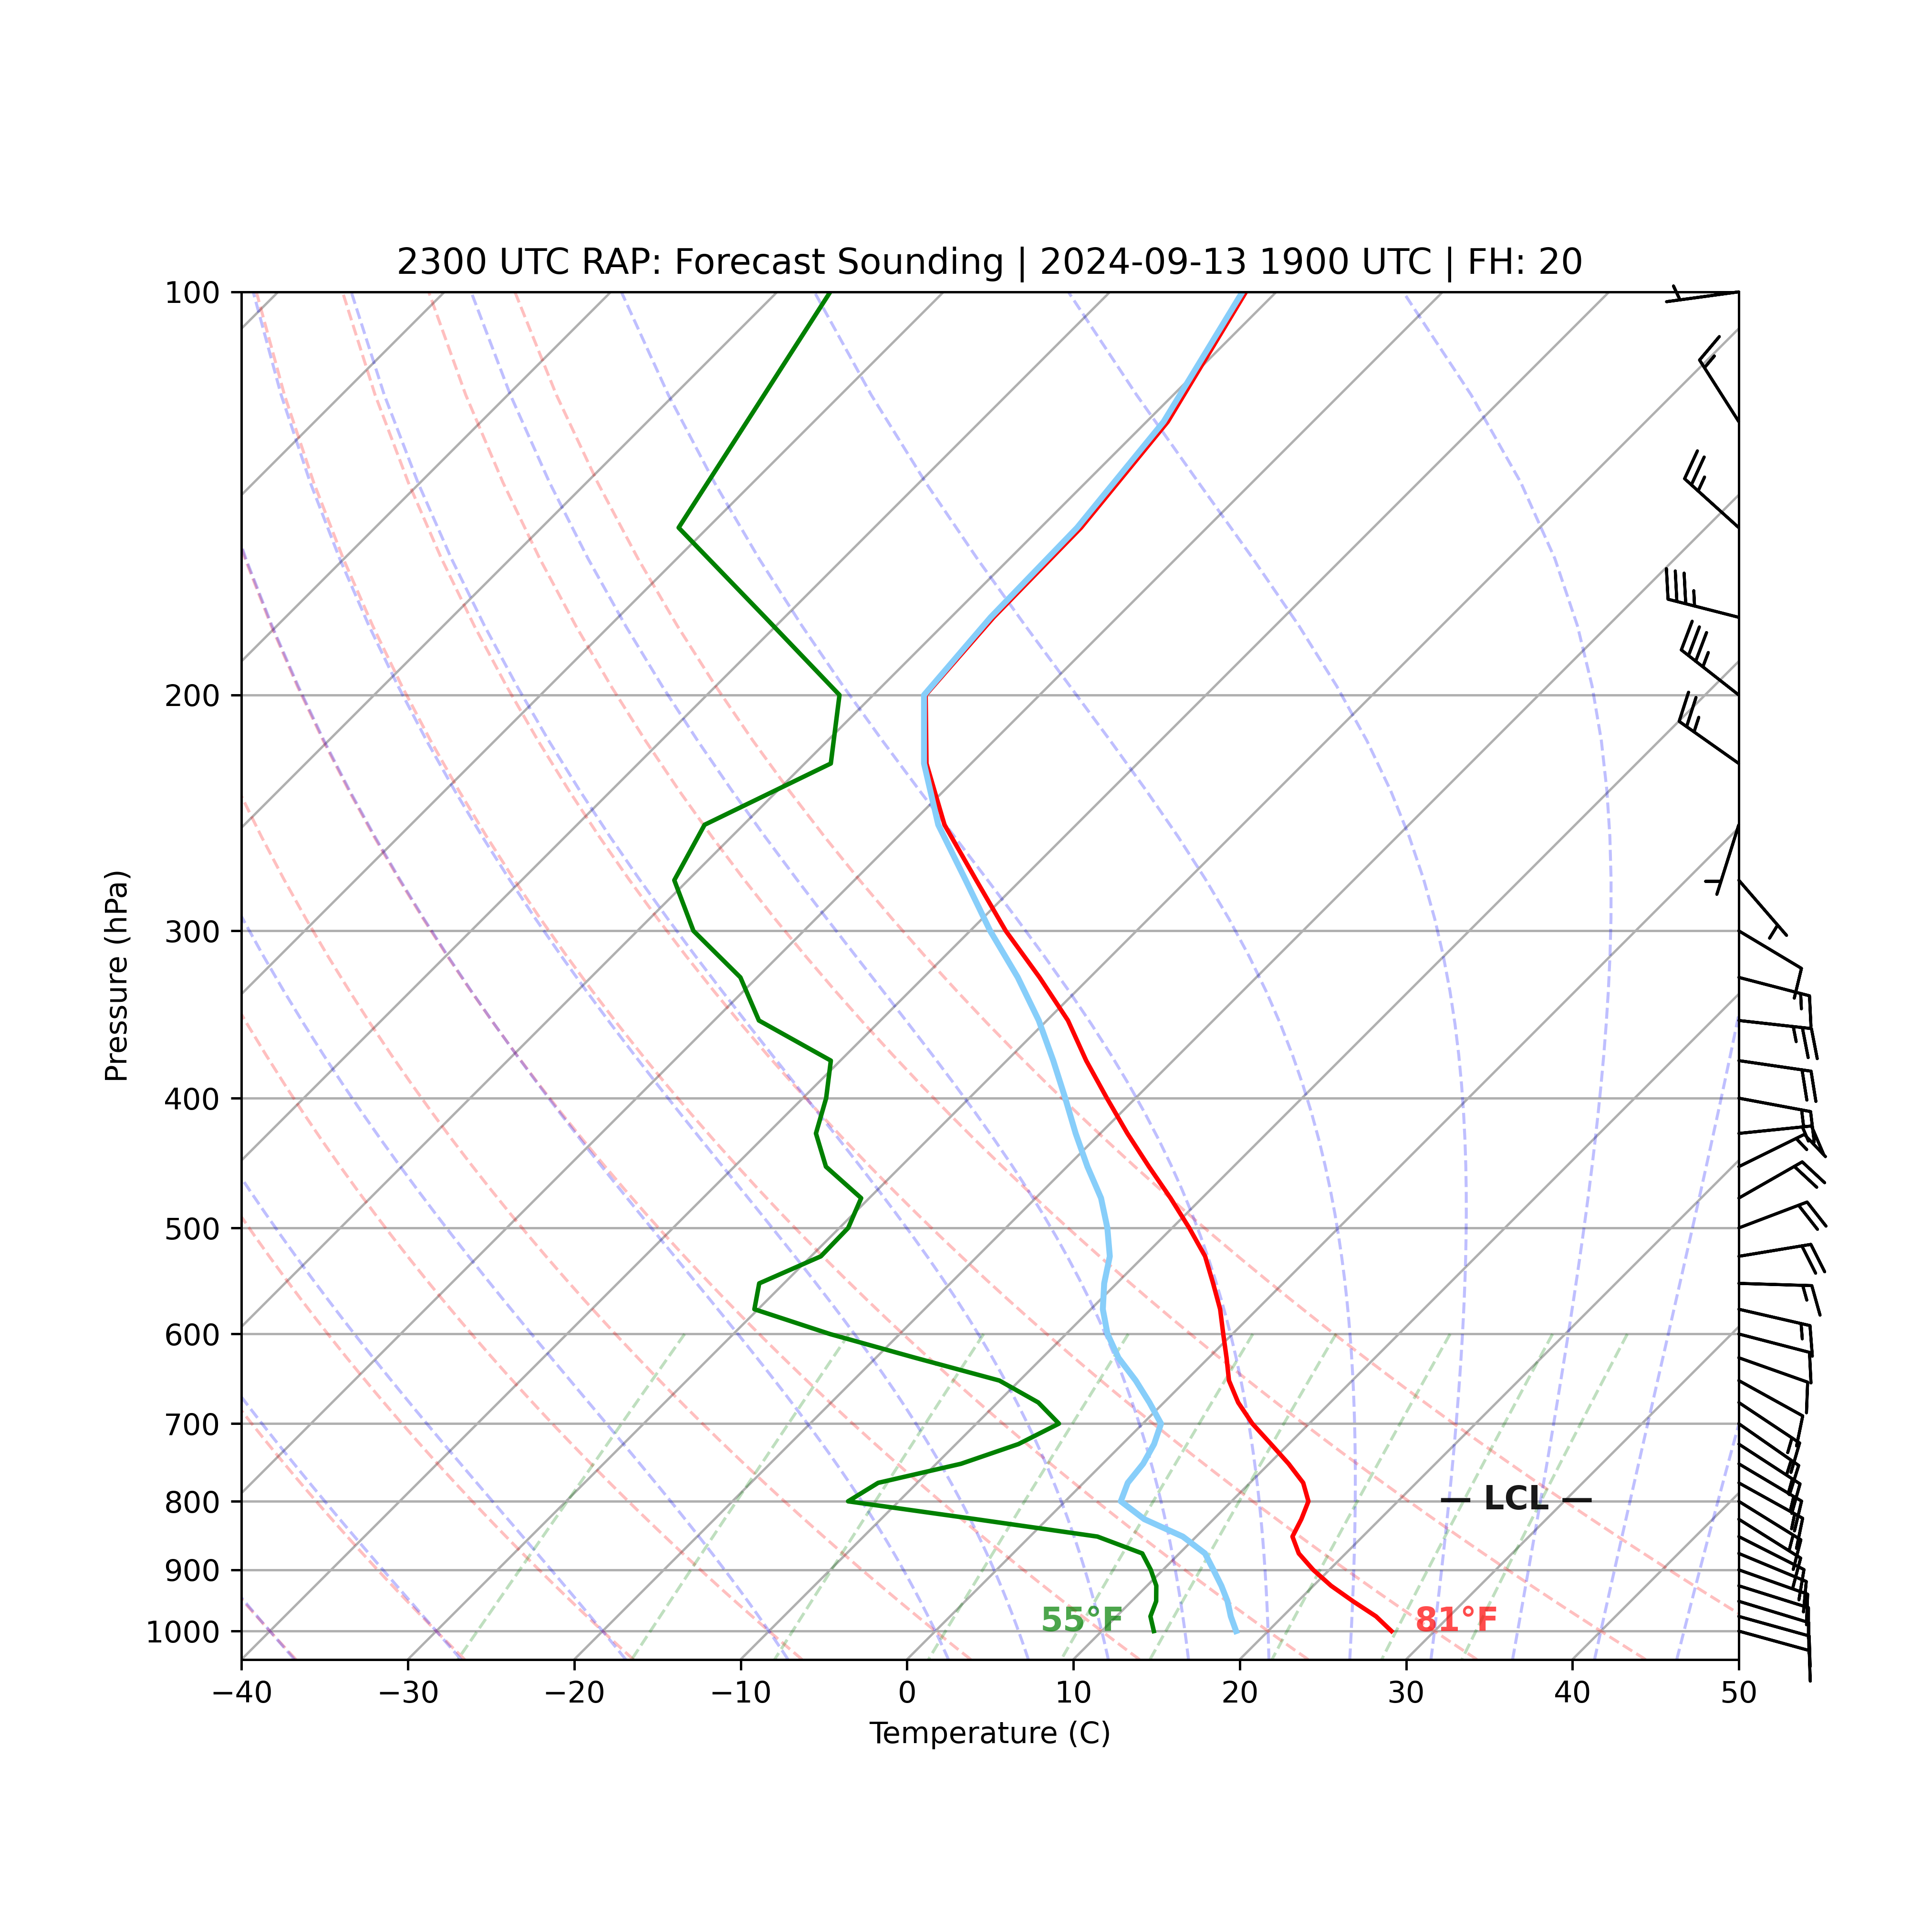 2300 UTC RAP: Forecast Sounding | 2024-09-13 1900 UTC | FH: 20
100
200
300
400
500
600
700
800
900
1000
Pressure (hPa)
LCL
55°F
81°F
−40 −30 −20 −10 0 10 20 30 40 50
Temperature (C)